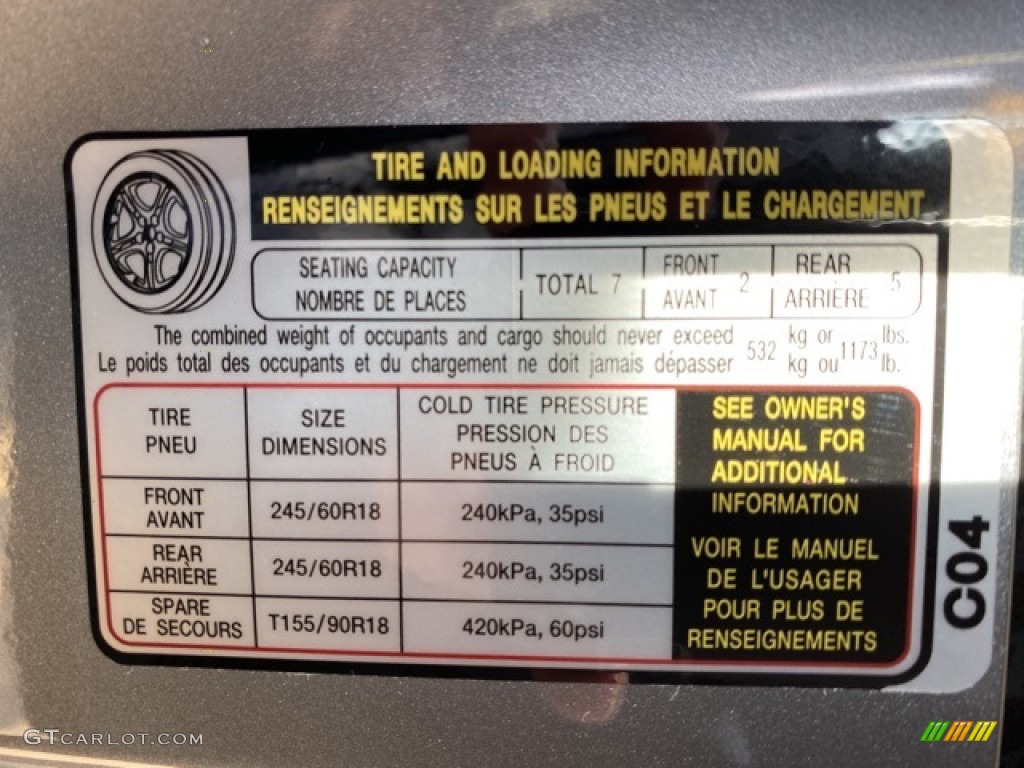 TIRE AND LOADING INFORMATION
RENSEIGNEMENTS SUR LES PNEUS ET LE CHARGEMENT
SEATING CAPACITY
NOMBRE DE PLACES
TOTAL 7
FRONT
AVANT
2
REAR
ARRIÈRE
5
The combined weight of occupants and cargo should never exceed
Le poids total des occupants et du chargement ne doit jamais dépasser
532
kg or
kg ou
1173
lbs.
lb.
TIRE
PNEU
SIZE
DIMENSIONS
COLD TIRE PRESSURE
PRESSION DES
PNEUS À FROID
FRONT
AVANT
245/60R18
240kPa, 35psi
REAR
ARRIÈRE
245/60R18
240kPa, 35psi
SPARE
DE SECOURS
T155/90R18
420kPa, 60psi
SEE OWNER'S
MANUAL FOR
ADDITIONAL
INFORMATION
VOIR LE MANUEL
DE L'USAGER
POUR PLUS DE
RENSEIGNEMENTS
C04
GTCARLOT.COM